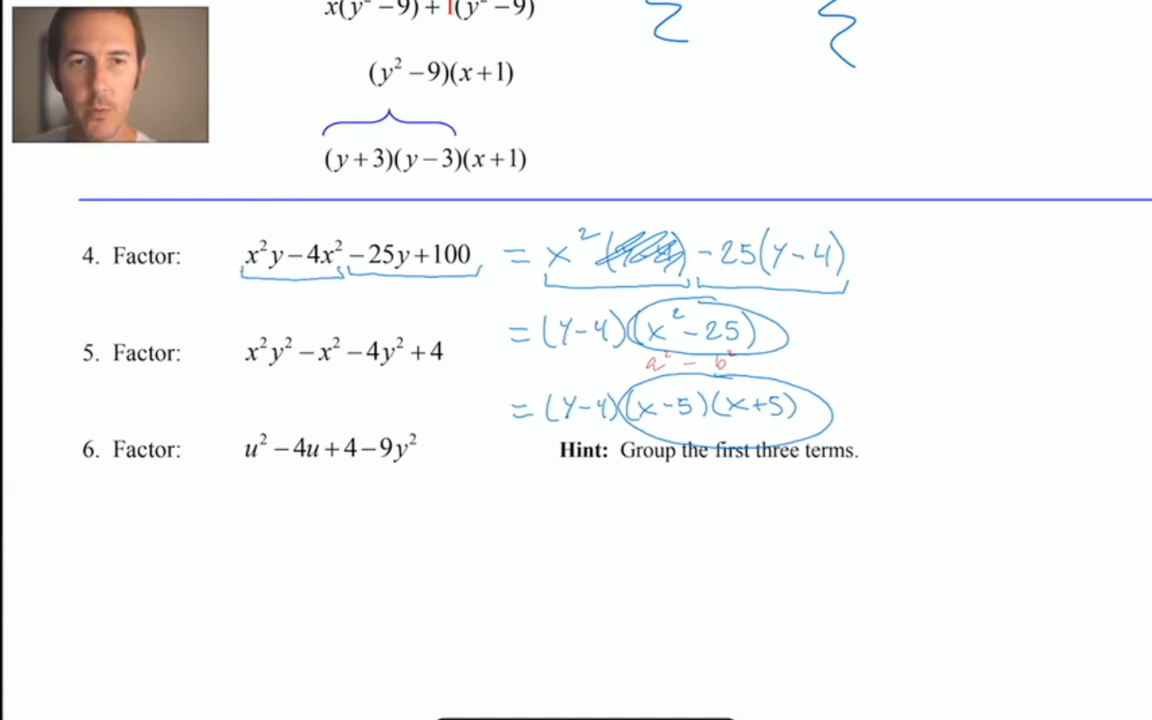 x(y² − 9) + 1(y² − 9)
(y² − 9)(x + 1)
(y + 3)(y − 3)(x + 1)
4. Factor: x²y − 4x² − 25y + 100 = x²( ) − 25(y − 4)
= (y − 4)(x² − 25)
a² − b²
5. Factor: x²y² − x² − 4y² + 4
= (y − 4)(x − 5)(x + 5)
6. Factor: u² − 4u + 4 − 9y² Hint: Group the first three terms.